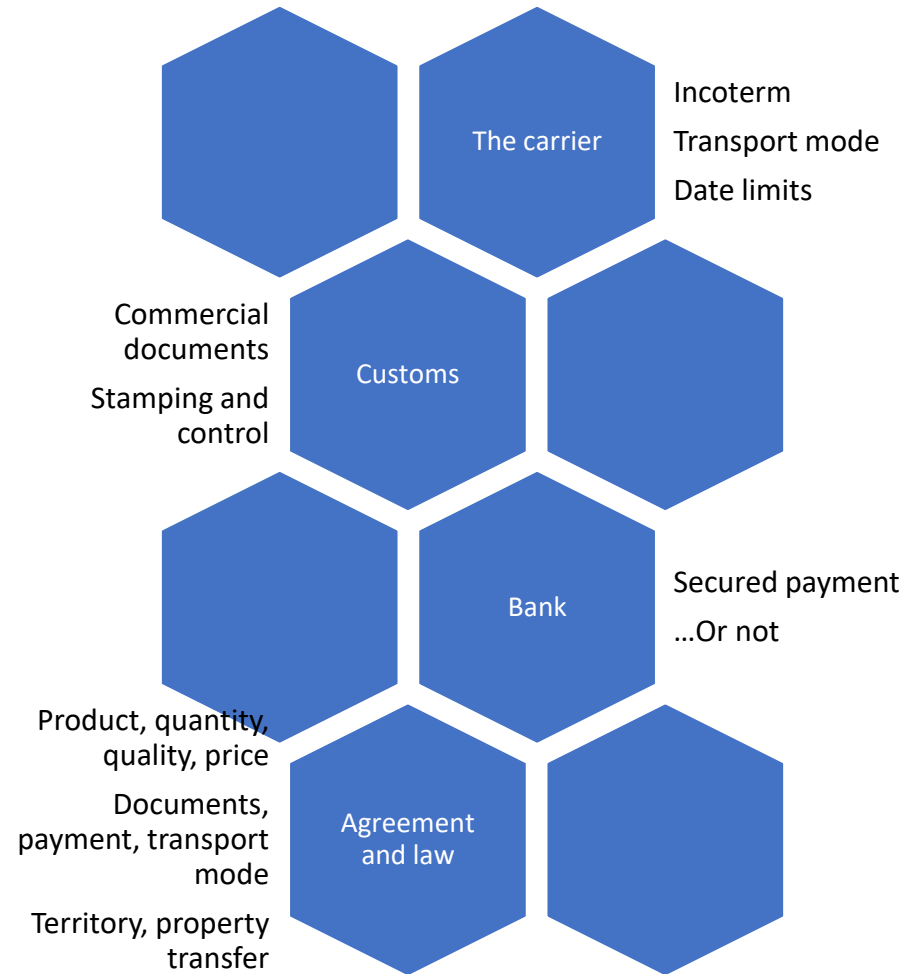 The carrier
Incoterm
Transport mode
Date limits
Commercial
documents
Stamping and
control
Customs
Bank
Secured payment
...Or not
Product, quantity,
quality, price
Documents,
payment, transport
mode
Territory, property
transfer
Agreement
and law